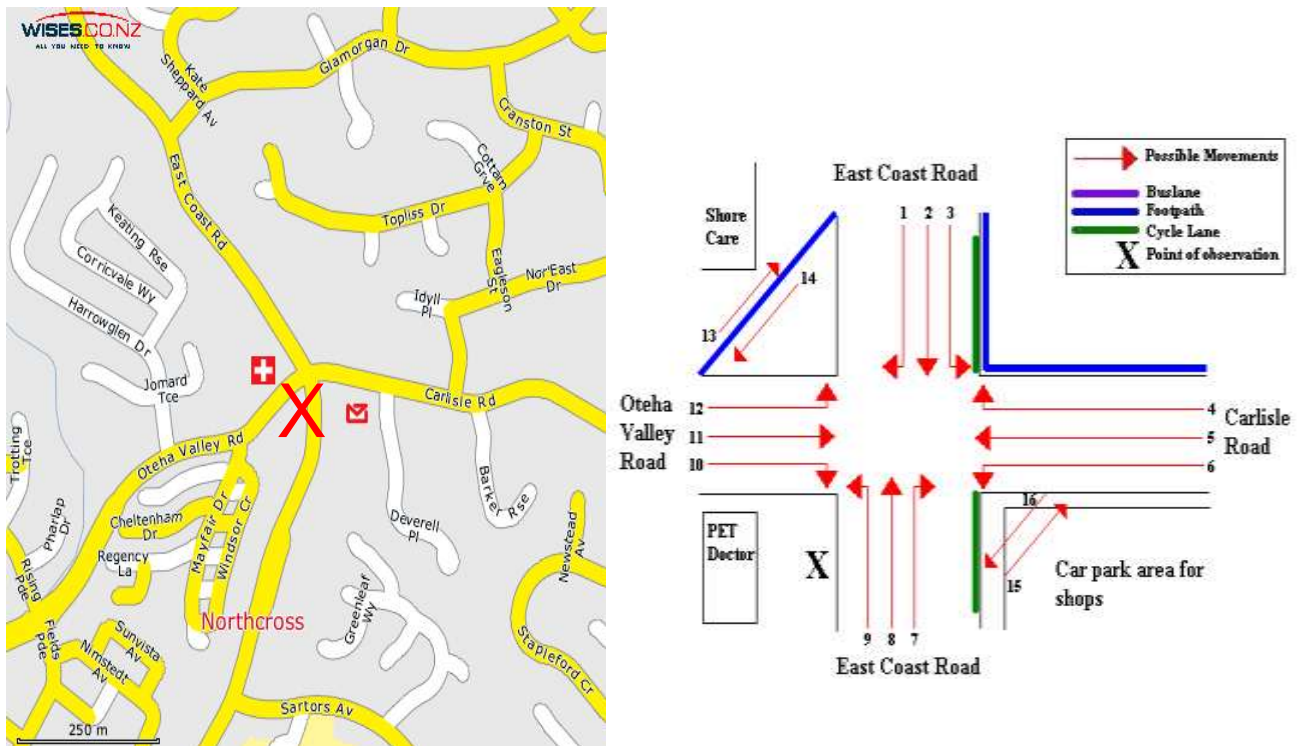 WISES.CO.NZ
ALL YOU NEED TO KNOW
Glamorgan Dr
Kate
Sheppard Av
Cranston St
East Coast Rd
Cottam
Grve
Topliss Dr
Keating Rse
Corricvale Wy
Harrowglen Dr
Eagleson
St
Nor'East
Dr
Idyll
Pl
Jomard
Tce
Carlisle Rd
X
Oteha Valley Rd
Trotting
Tce
Pharlap
Dr
Cheltenham
Dr
Mayfair Dr
Windsor Cr
Regency
La
Deverell
Pl
Barker Rse
Newstead
Av
Greenleaf
Wy
Rising
Pde
Fields
Pde
Northcross
Sunvista
Av
Nimstedt
Av
Stapleford Cr
Sartors Av
250 m
Possible Movements
Buslane
Footpath
Cycle Lane
X Point of observation
East Coast Road
1 2 3
Shore
Care
14
13
Oteha
Valley
Road
12
11
10
4
5
6
Carlisle
Road
PET
Doctor
X
16
15
Car park area for
shops
9 8 7
East Coast Road